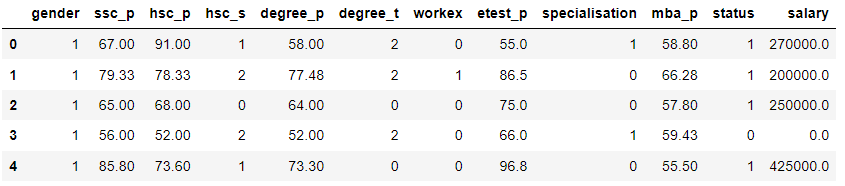 gender ssc_p hsc_p hsc_s degree_p degree_t workex etest_p specialisation mba_p status salary
0 1 67.00 91.00 1 58.00 2 0 55.0 1 58.80 1 270000.0
1 1 79.33 78.33 2 77.48 2 1 86.5 0 66.28 1 200000.0
2 1 65.00 68.00 0 64.00 0 0 75.0 0 57.80 1 250000.0
3 1 56.00 52.00 2 52.00 2 0 66.0 1 59.43 0 0.0
4 1 85.80 73.60 1 73.30 0 0 96.8 0 55.50 1 425000.0